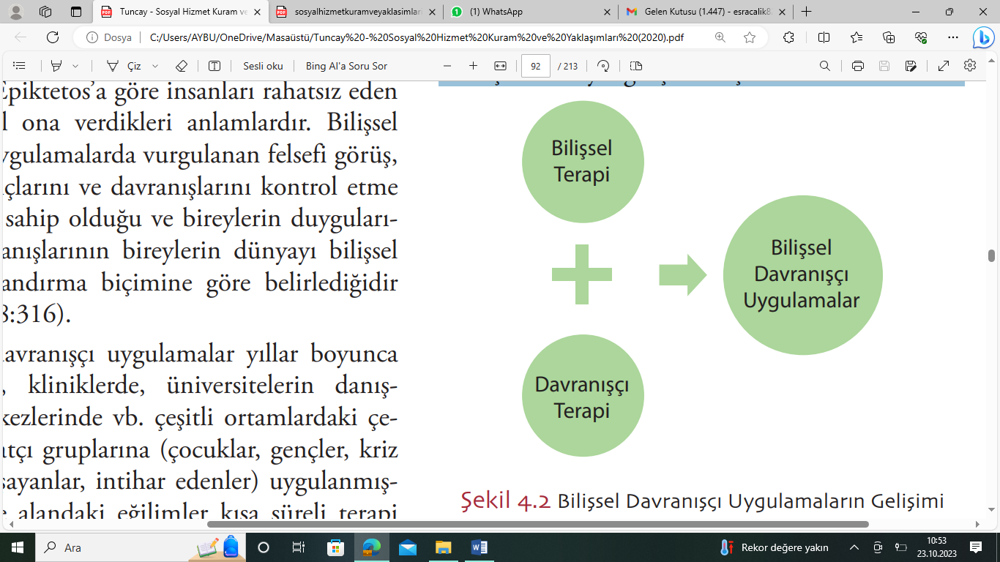 Tuncay - Sosyal Hizmet Kuram ve
sosyalhizmetkuramveyaklasimları
(1) WhatsApp
Gelen Kutusu (1.447) - esracalik8
Dosya
C:/Users/AYBU/OneDrive/Masaüstü/Tuncay%20-%20Sosyal%20Hizmet%20Kuram%20ve%20Yaklaşımları%20(2020).pdf
Çiz
Sesli oku
Bing AI'a Soru Sor
92 / 213
Epiktetos'a göre insanları rahatsız eden
l ona verdikleri anlamlardır. Bilişsel
ygulamalarda vurgulanan felsefi görüş,
çlarını ve davranışlarını kontrol etme
sahip olduğu ve bireylerin duyguları-
anışlarının bireylerin dünyayı bilişsel
andırma biçimine göre belirlediğidir
8:316).
davranışçı uygulamalar yıllar boyunca
, kliniklerde, üniversitelerin danış-
kezlerinde vb. çeşitli ortamlardaki çe-
atçı gruplarına (çocuklar, gençler, kriz
sayanlar, intihar edenler) uygulanmış-
e alandaki eğilimler kısa süreli terapi
Bilişsel
Terapi
Davranışçı
Terapi
Bilişsel
Davranışçı
Uygulamalar
Şekil 4.2 Bilişsel Davranışçı Uygulamaların Gelişimi
Ara
Rekor değere yakın
10:53
23.10.2023